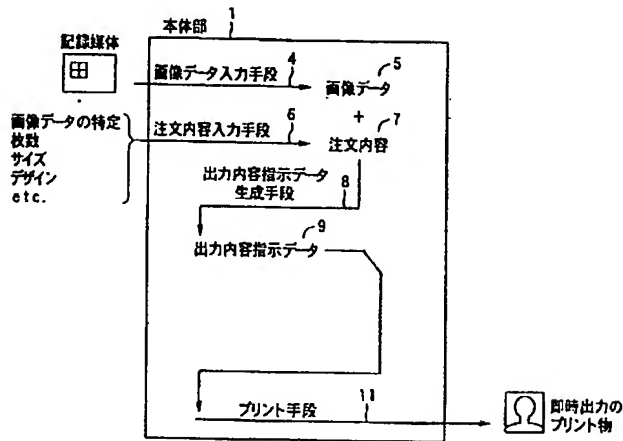 本体部
1
記録媒体
画像データ入力手段
4
画像データ
5
+
画像データの特定
枚数
サイズ
デザイン
etc.
注文内容入力手段
6
注文内容
7
出力内容指示データ
生成手段
8
出力内容指示データ
9
プリント手段
11
即時出力の
プリント物